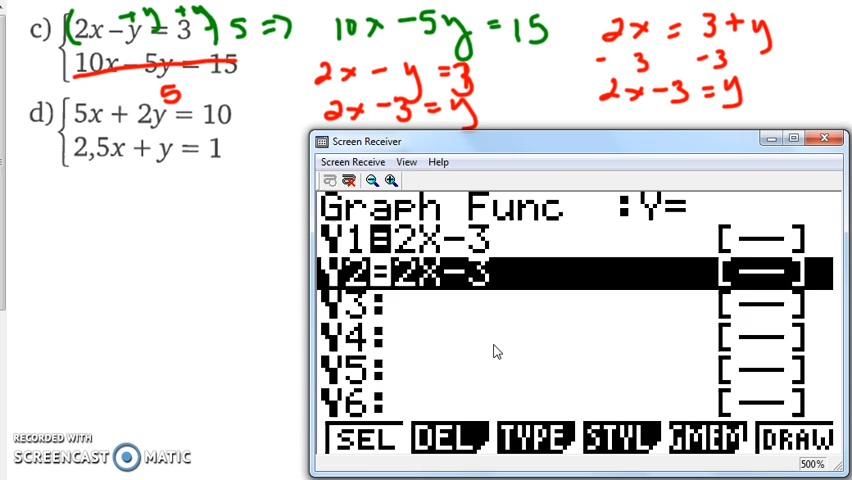 c) (2x − y = 3 ) 5 ⇒ 10x − 5y = 15
+y +y
10x − 5y = 15
5
2x − y = 3
2x − 3 = y
2x = 3 + y
− 3 −3
2x − 3 = y
d) 5x + 2y = 10
2,5x + y = 1
Screen Receiver
Screen Receive View Help
Graph Func :Y=
Y1=2X−3 [—]
Y2=2X−3 [—]
Y3: [—]
Y4: [—]
Y5: [—]
Y6: [—]
SEL DEL TYPE STYL GMEM DRAW
500%
RECORDED WITH
SCREENCAST MATIC